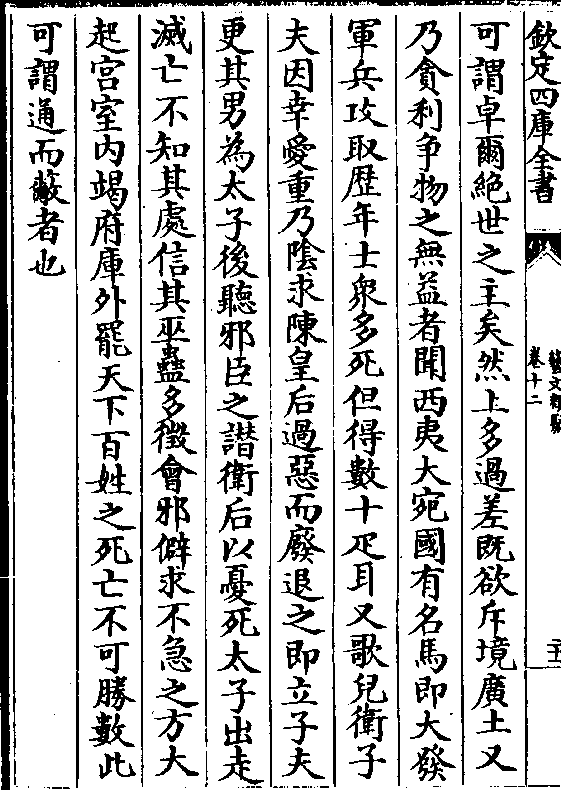 欽定四庫全書
藝文類聚
卷十二
可謂卓爾絶世之主矣然上多過差既欲斥境廣土又
乃貪利争物之無益者聞西夷大宛國有名馬即大發
軍兵攻取歴年士衆多死但得數十疋耳又歌兒衛子
夫因幸愛重乃隂求陳皇后過惡而廢退之即立子夫
更其男為太子後聽邪臣之譖衛后以憂死太子出走
滅亡不知其處信其巫蠱多徵會邪僻求不急之方大
起宫室内竭府庫外罷天下百姓之死亡不可勝數此
可謂通而蔽者也